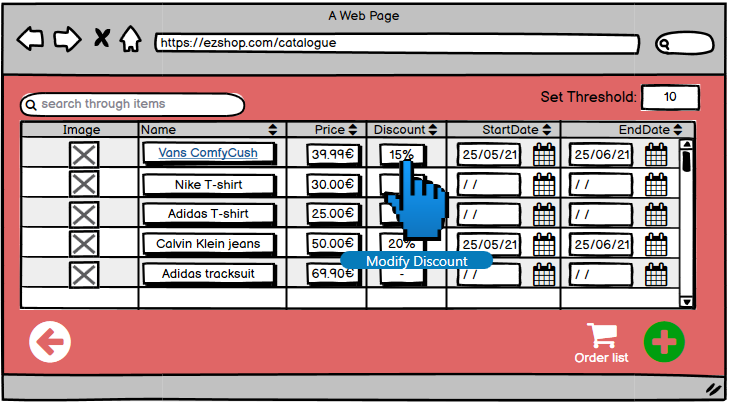 A Web Page
https://ezshop.com/catalogue
search through items
Set Threshold: 10
Image Name Price Discount StartDate EndDate
Vans ComfyCush 39.99€ 15% 25/05/21 25/06/21
Nike T-shirt 30.00€ / / / /
Adidas T-shirt 25.00€ / / / /
Calvin Klein jeans 50.00€ 20% 25/05/21 25/06/21
Modify Discount
Adidas tracksuit 69.90€ - / / / /
Order list